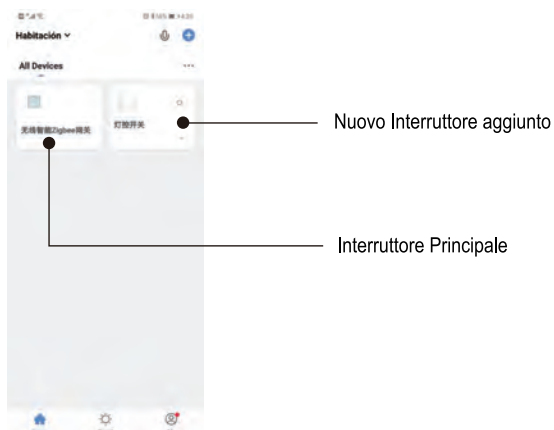 Habitación
All Devices
无线智能Zigbee网关
灯控开关
Nuovo Interruttore aggiunto
Interruttore Principale